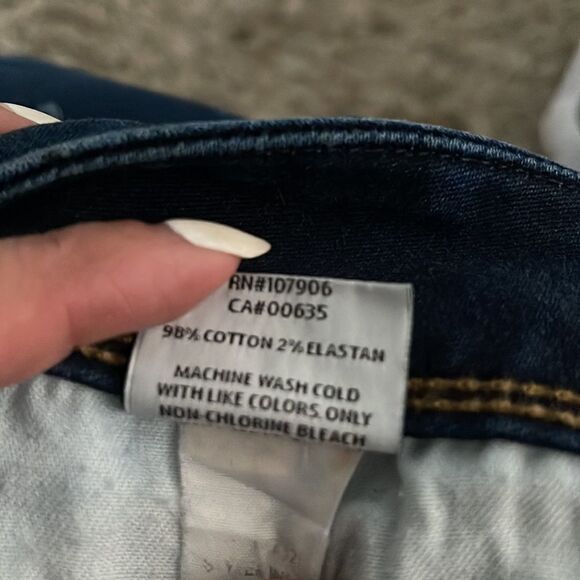 RN#107906
CA#00635
98% COTTON 2% ELASTAN
MACHINE WASH COLD
WITH LIKE COLORS. ONLY
NON-CHLORINE BLEACH